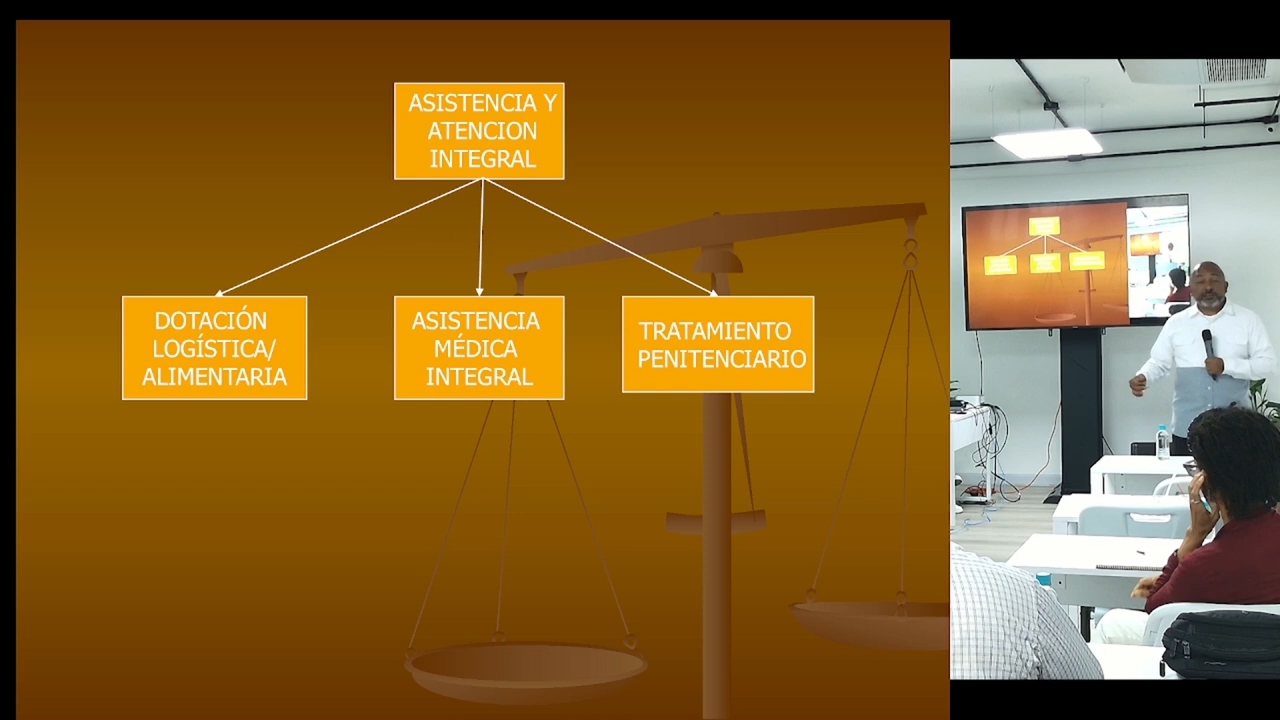 ASISTENCIA Y
ATENCION
INTEGRAL
DOTACIÓN
LOGÍSTICA/
ALIMENTARIA
ASISTENCIA
MÉDICA
INTEGRAL
TRATAMIENTO
PENITENCIARIO